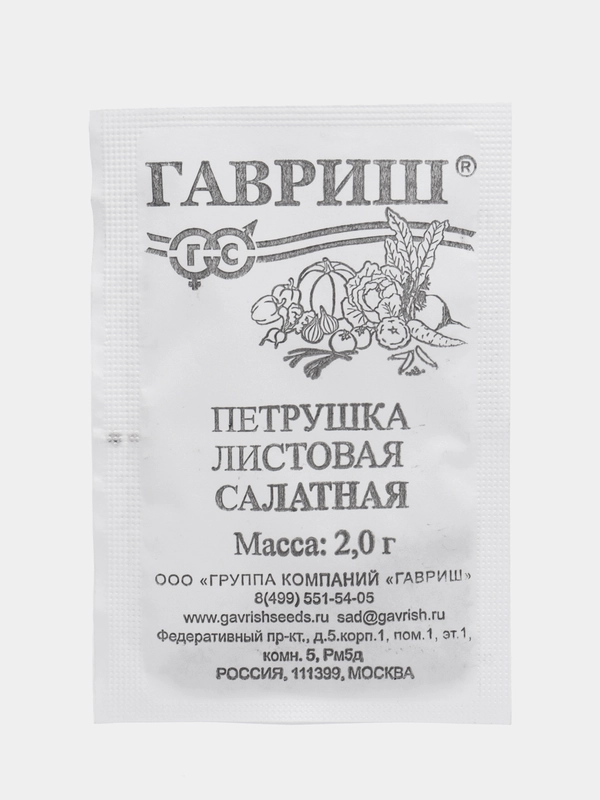 ГАВРИШ®
Г С
ПЕТРУШКА
ЛИСТОВАЯ
САЛАТНАЯ
Масса: 2,0 г
ООО «ГРУППА КОМПАНИЙ «ГАВРИШ»
8(499) 551-54-05
www.gavrishseeds.ru sad@gavrish.ru
Федеративный пр-кт., д.5.корп.1, пом.1, эт.1,
комн. 5, Рм5д
РОССИЯ, 111399, МОСКВА